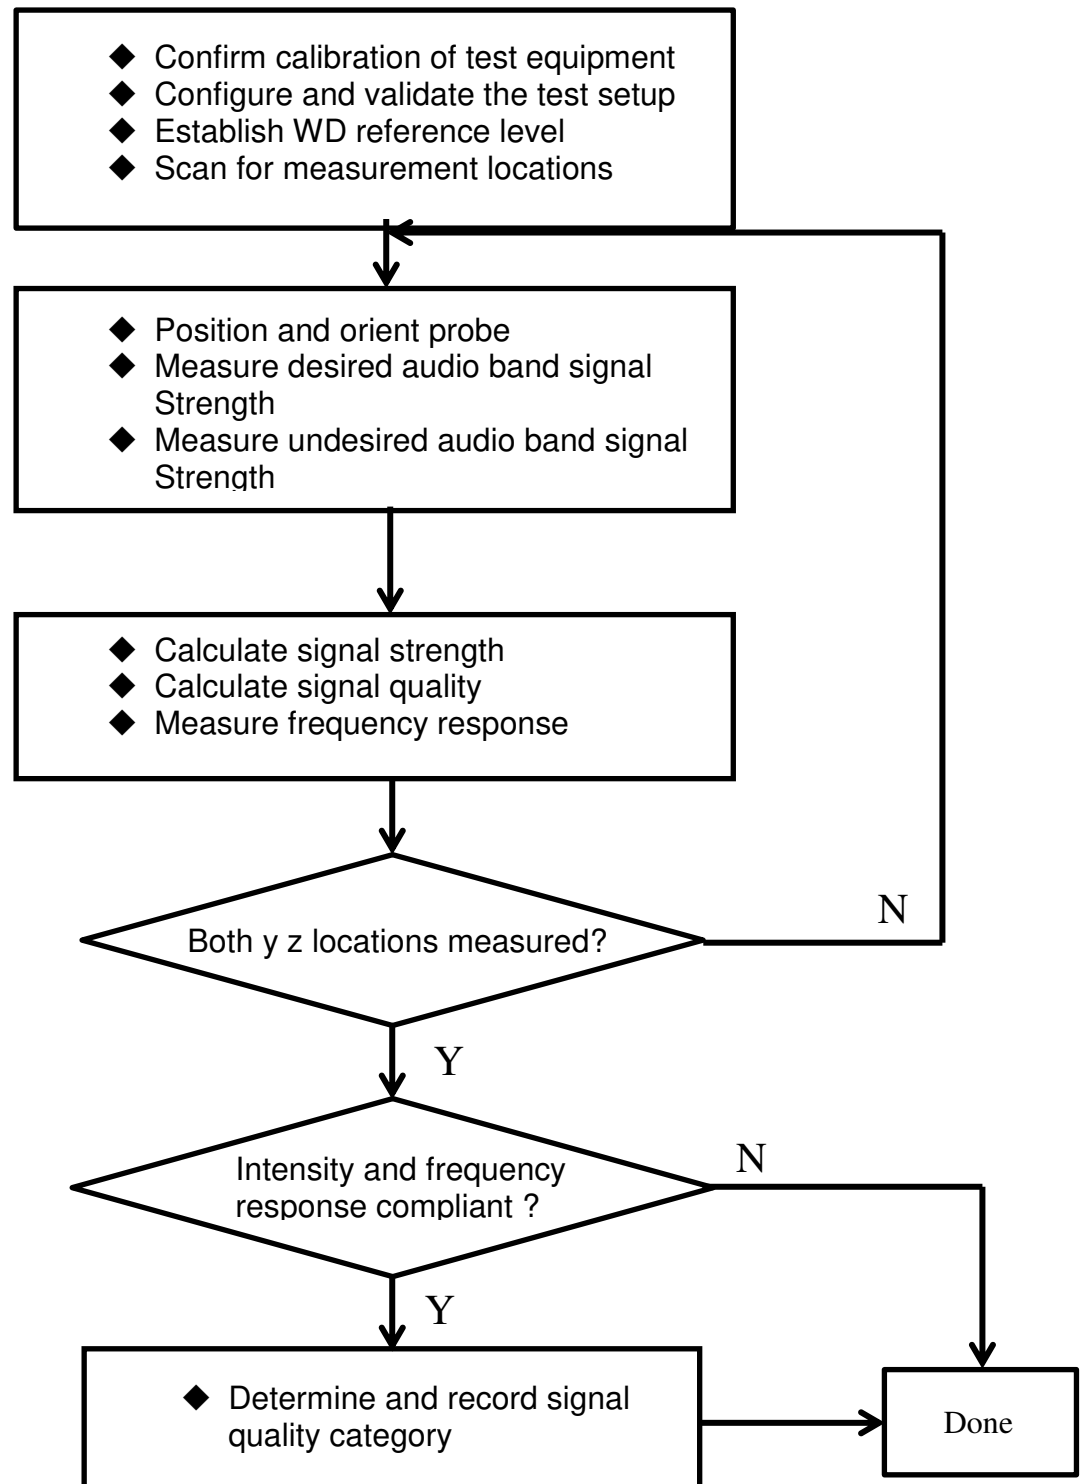 ◆ Confirm calibration of test equipment
◆ Configure and validate the test setup
◆ Establish WD reference level
◆ Scan for measurement locations
◆ Position and orient probe
◆ Measure desired audio band signal
Strength
◆ Measure undesired audio band signal
Strength
◆ Calculate signal strength
◆ Calculate signal quality
◆ Measure frequency response
Both y z locations measured?
N
Y
Intensity and frequency
response compliant ?
N
Y
◆ Determine and record signal
quality category
Done